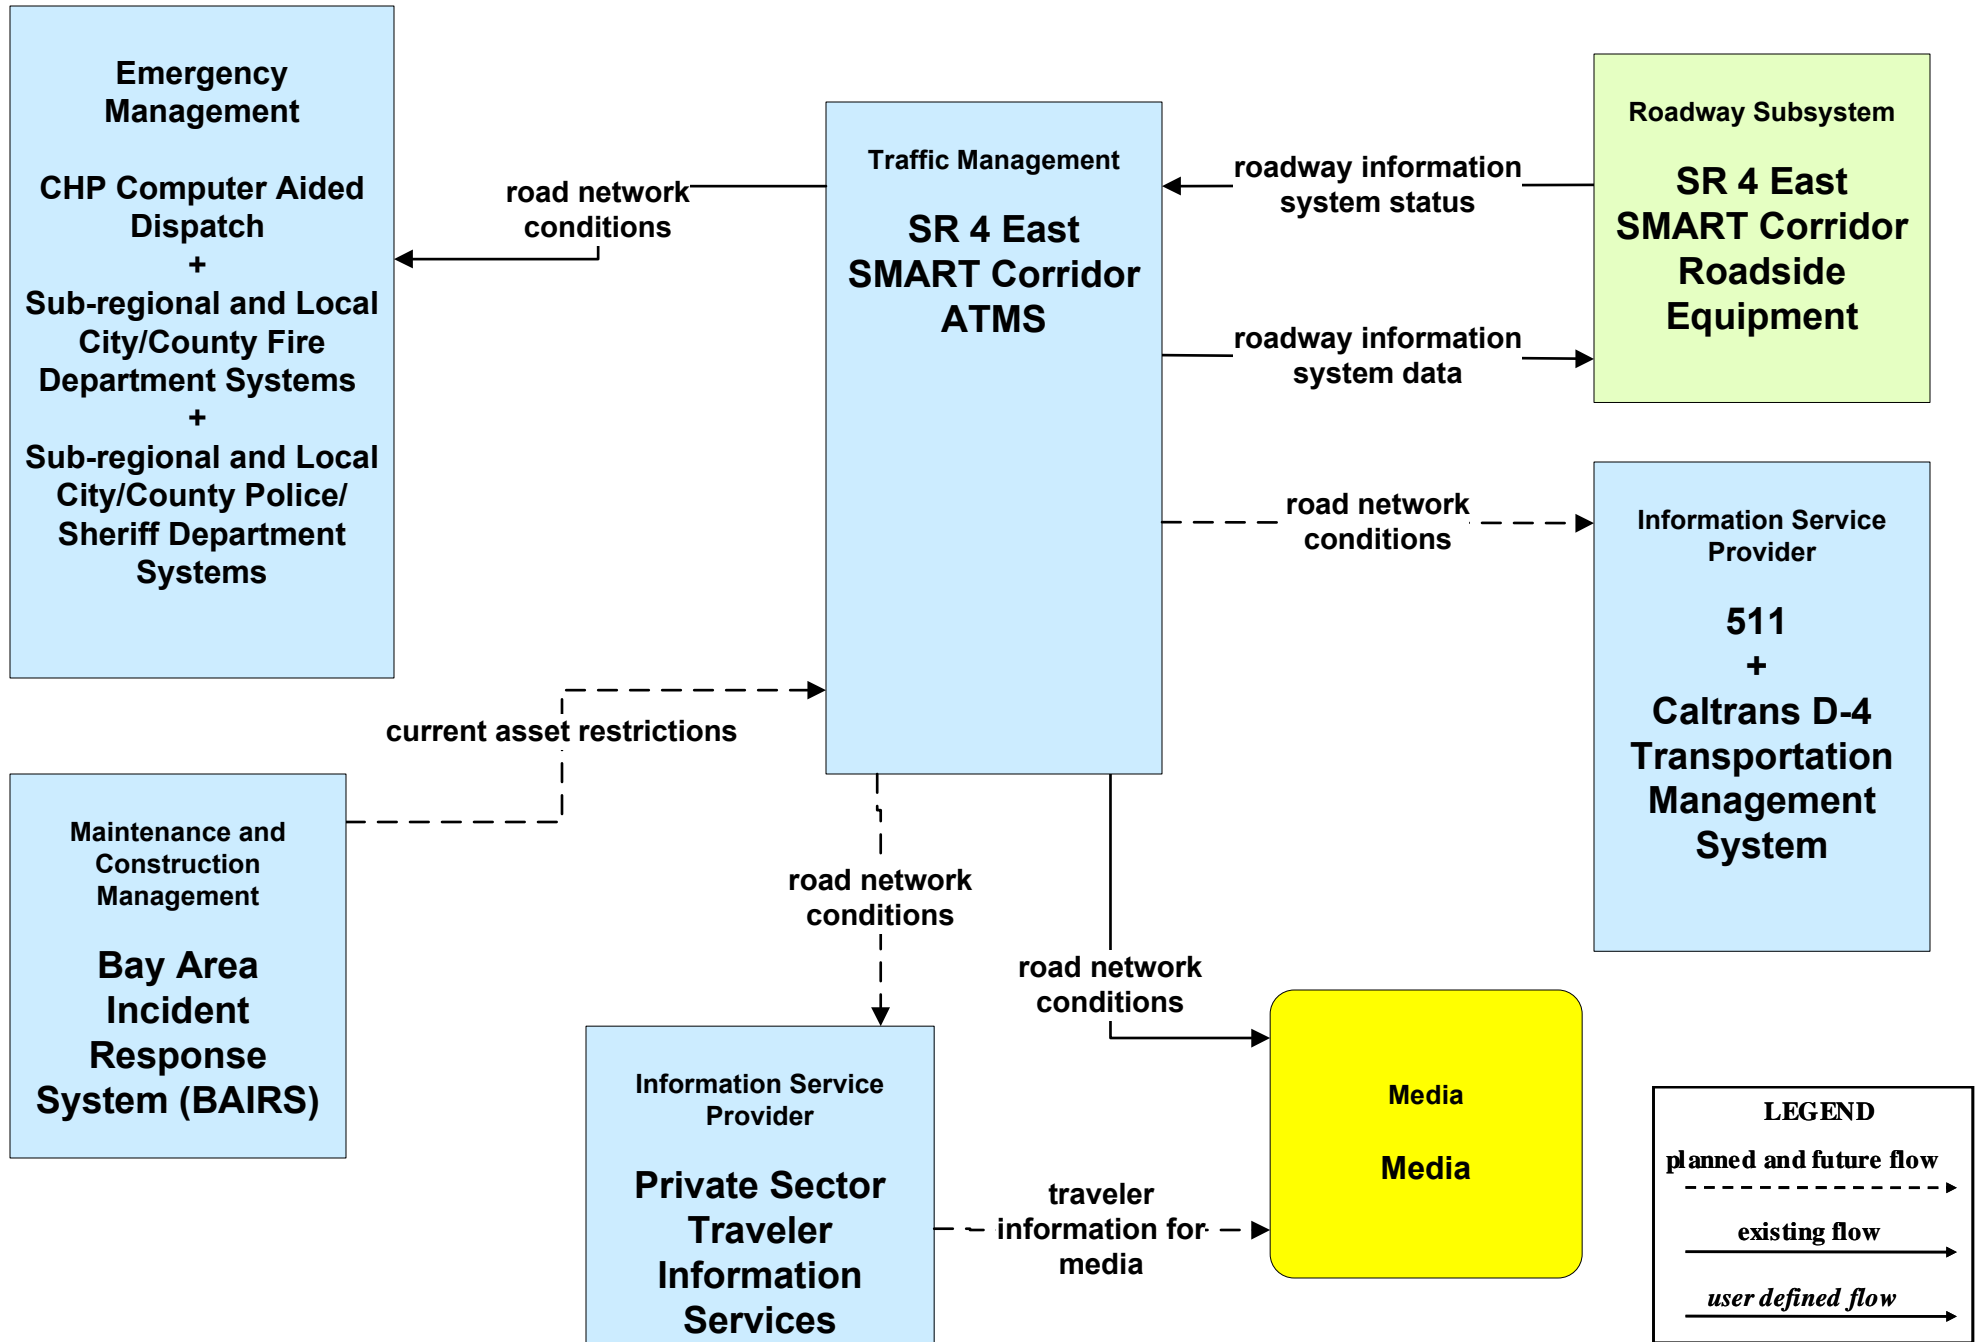 Emergency
Management
CHP Computer Aided
Dispatch
+
Sub-regional and Local
City/County Fire
Department Systems
+
Sub-regional and Local
City/County Police/
Sheriff Department
Systems
road network
conditions
Traffic Management
SR 4 East
SMART Corridor
ATMS
roadway information
system status
roadway information
system data
Roadway Subsystem
SR 4 East
SMART Corridor
Roadside
Equipment
road network
conditions
Information Service
Provider
511
+
Caltrans D-4
Transportation
Management
System
current asset restrictions
Maintenance and
Construction
Management
Bay Area
Incident
Response
System (BAIRS)
road network
conditions
road network
conditions
Information Service
Provider
Private Sector
Traveler
Information
Services
traveler
information for
media
Media
Media
LEGEND
planned and future flow
existing flow
user defined flow